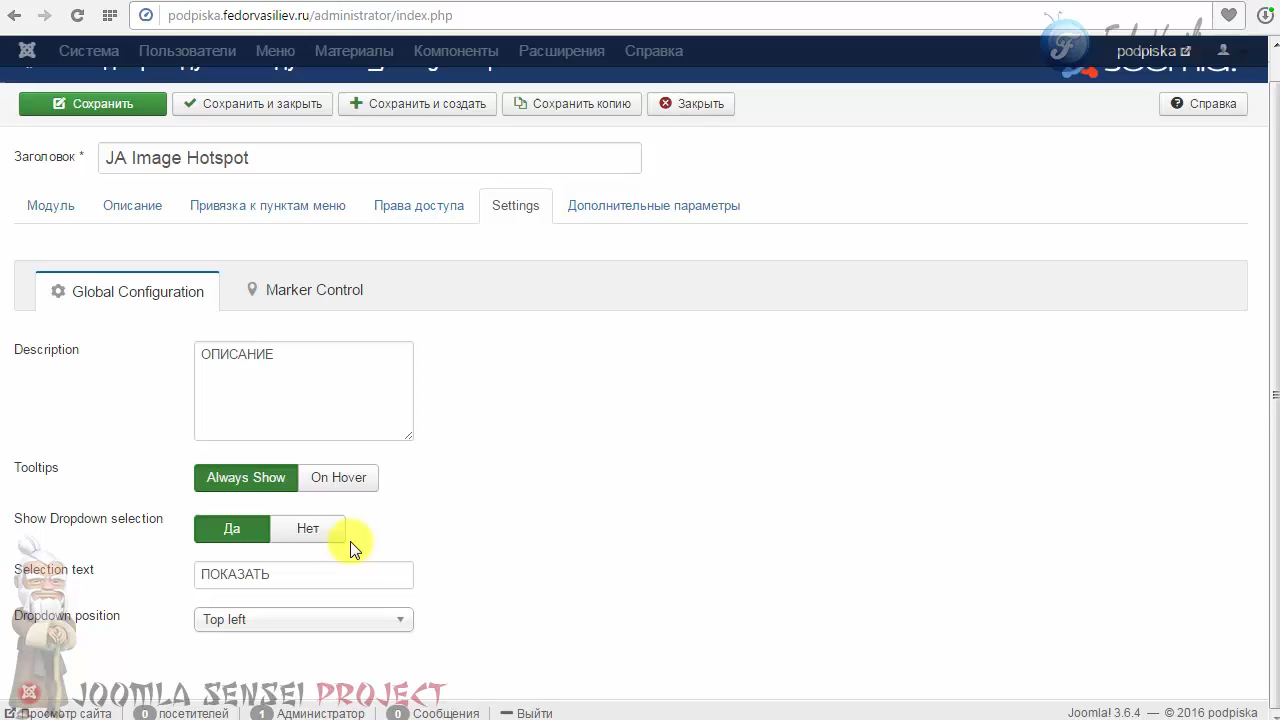 podpiska.fedorvasiliev.ru/administrator/index.php
Система Пользователи Меню Материалы Компоненты Расширения Справка podpiska
Сохранить Сохранить и закрыть Сохранить и создать Сохранить копию Закрыть Справка
Заголовок * JA Image Hotspot
Модуль Описание Привязка к пунктам меню Права доступа Settings Дополнительные параметры
Global Configuration Marker Control
Description ОПИСАНИЕ
Tooltips Always Show On Hover
Show Dropdown selection Да Нет
Selection text ПОКАЗАТЬ
Dropdown position Top left
JOOMLA SENSEI PROJECT
Просмотр сайта 0 посетителей 1 Администратор 0 Сообщения Выйти Joomla! 3.6.4 — © 2016 podpiska